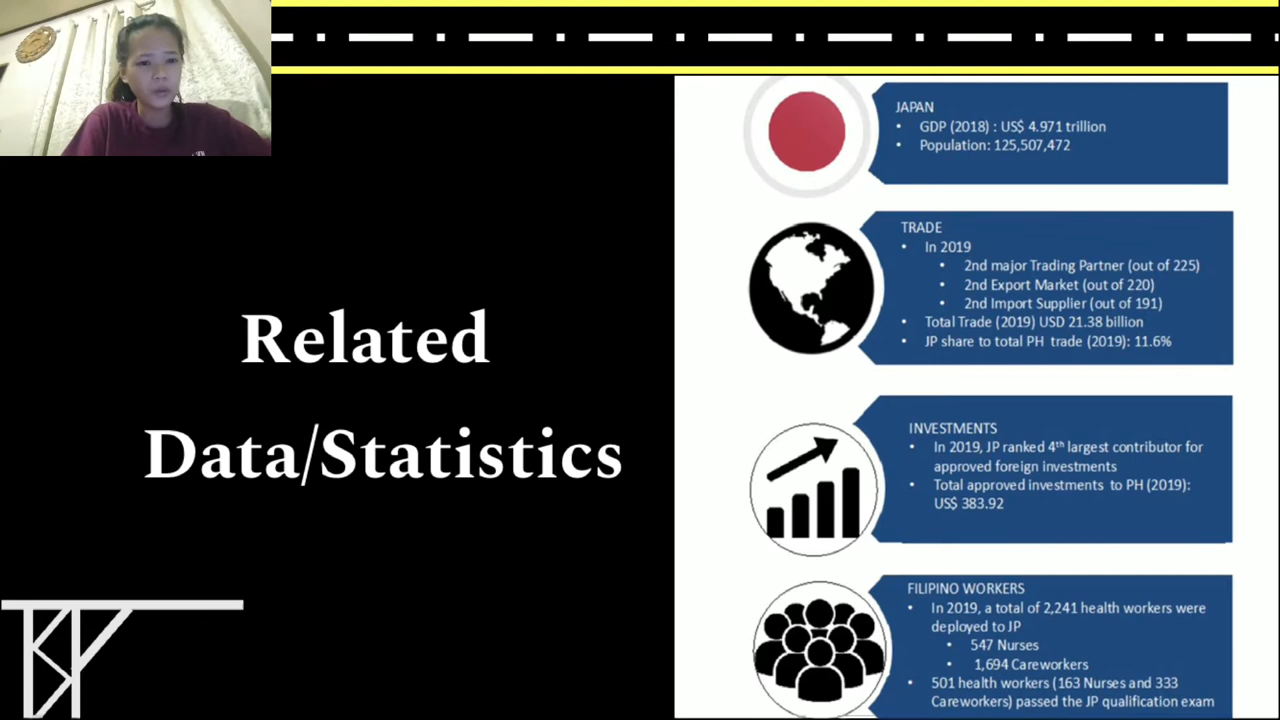 Related
Data/Statistics
JAPAN
• GDP (2018) : US$ 4.971 trillion
• Population: 125,507,472
TRADE
• In 2019
• 2nd major Trading Partner (out of 225)
• 2nd Export Market (out of 220)
• 2nd Import Supplier (out of 191)
• Total Trade (2019) USD 21.38 billion
• JP share to total PH trade (2019): 11.6%
INVESTMENTS
• In 2019, JP ranked 4th largest contributor for
approved foreign investments
• Total approved investments to PH (2019):
US$ 383.92
FILIPINO WORKERS
• In 2019, a total of 2,241 health workers were
deployed to JP
• 547 Nurses
• 1,694 Careworkers
• 501 health workers (163 Nurses and 333
Careworkers) passed the JP qualification exam